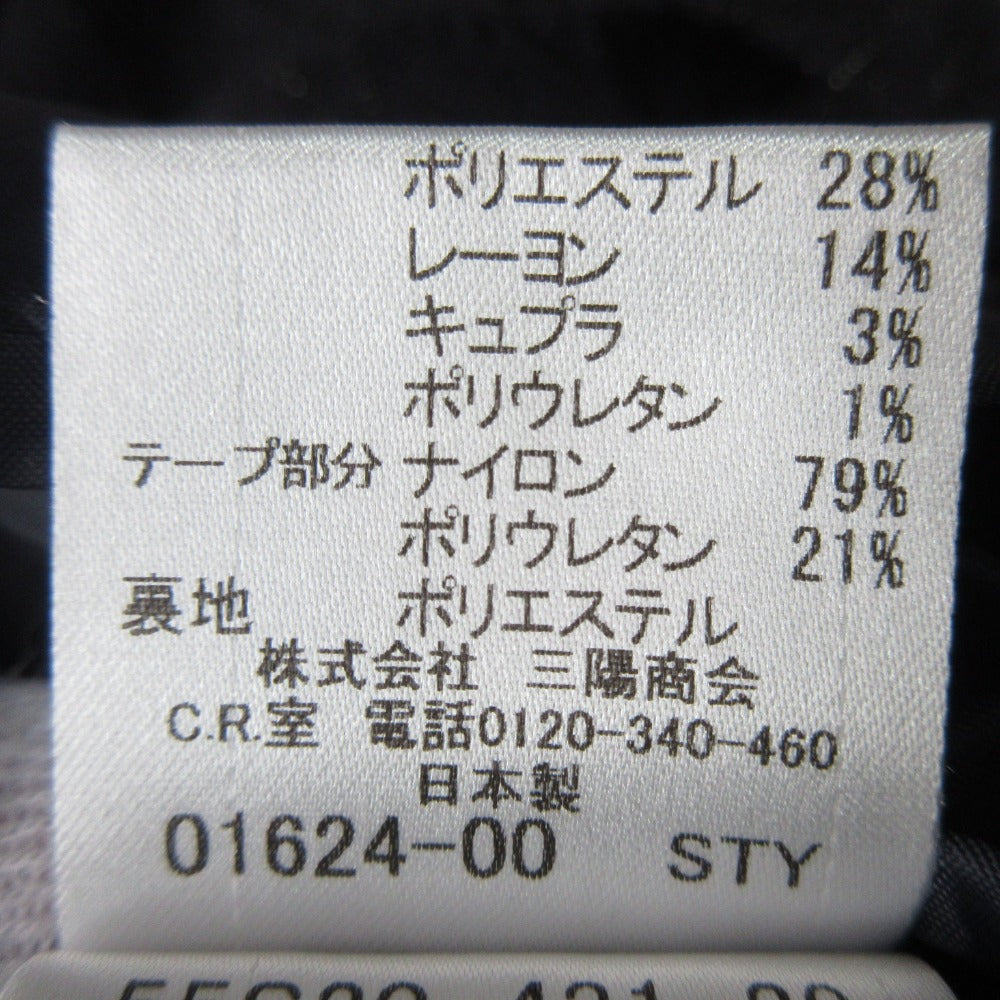 ポリエステル 28%
レーヨン 14%
キュプラ 3%
ポリウレタン 1%
テープ部分 ナイロン 79%
ポリウレタン 21%
裏地 ポリエステル
株式会社 三陽商会
C.R.室 電話0120-340-460
日本製
01624-00 STY